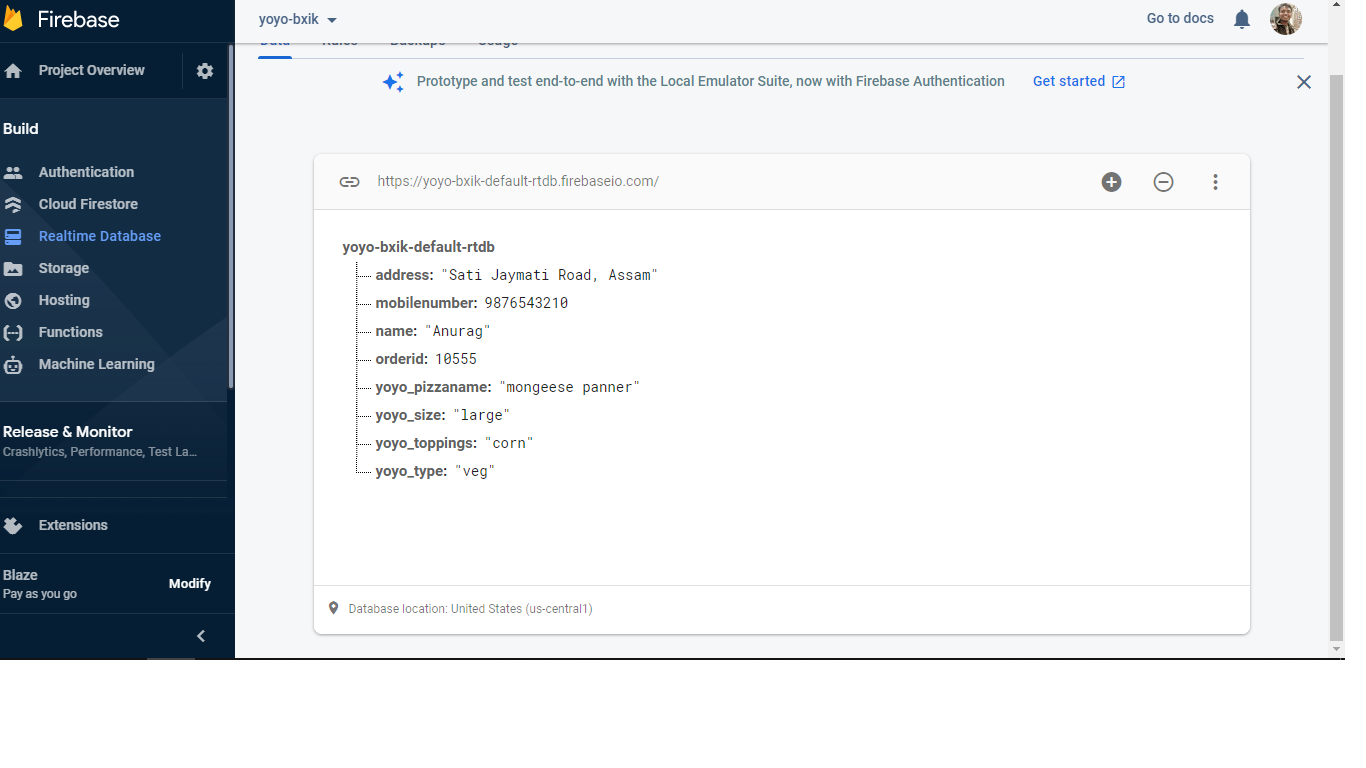 Firebase
yoyo-bxik
Go to docs
Data Rules Backups Usage
Project Overview
Prototype and test end-to-end with the Local Emulator Suite, now with Firebase Authentication Get started
Build
Authentication
Cloud Firestore
Realtime Database
Storage
Hosting
Functions
Machine Learning
Release & Monitor
Crashlytics, Performance, Test La...
Extensions
Blaze
Pay as you go
Modify
https://yoyo-bxik-default-rtdb.firebaseio.com/
yoyo-bxik-default-rtdb
address: "Sati Jaymati Road, Assam"
mobilenumber: 9876543210
name: "Anurag"
orderid: 10555
yoyo_pizzaname: "mongeese panner"
yoyo_size: "large"
yoyo_toppings: "corn"
yoyo_type: "veg"
Database location: United States (us-central1)